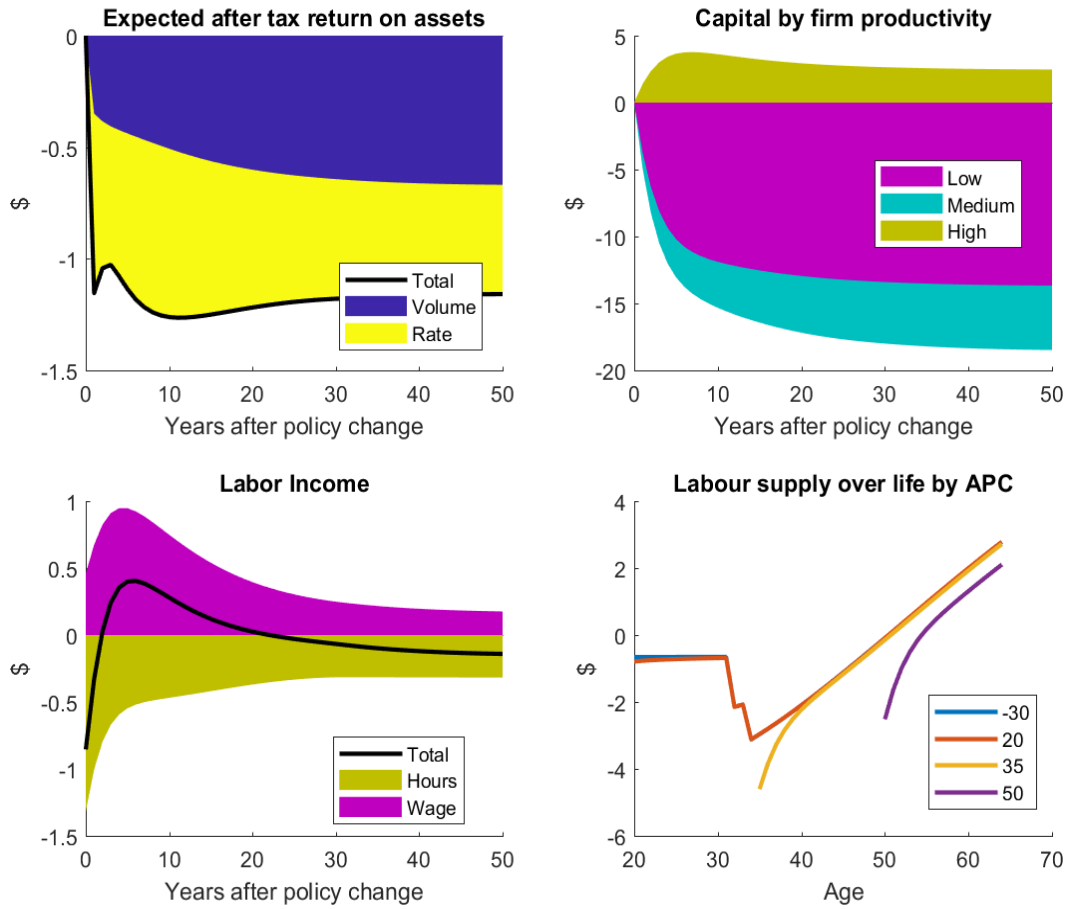 Expected after tax return on assets
0
-0.5
-1
-1.5
$
Total
Volume
Rate
0 10 20 30 40 50
Years after policy change
Capital by firm productivity
5
0
-5
-10
-15
-20
$
Low
Medium
High
0 10 20 30 40 50
Years after policy change
Labor Income
1
0.5
0
-0.5
-1
-1.5
$
Total
Hours
Wage
0 10 20 30 40 50
Years after policy change
Labour supply over life by APC
4
2
0
-2
-4
-6
$
-30
20
35
50
20 30 40 50 60 70
Age